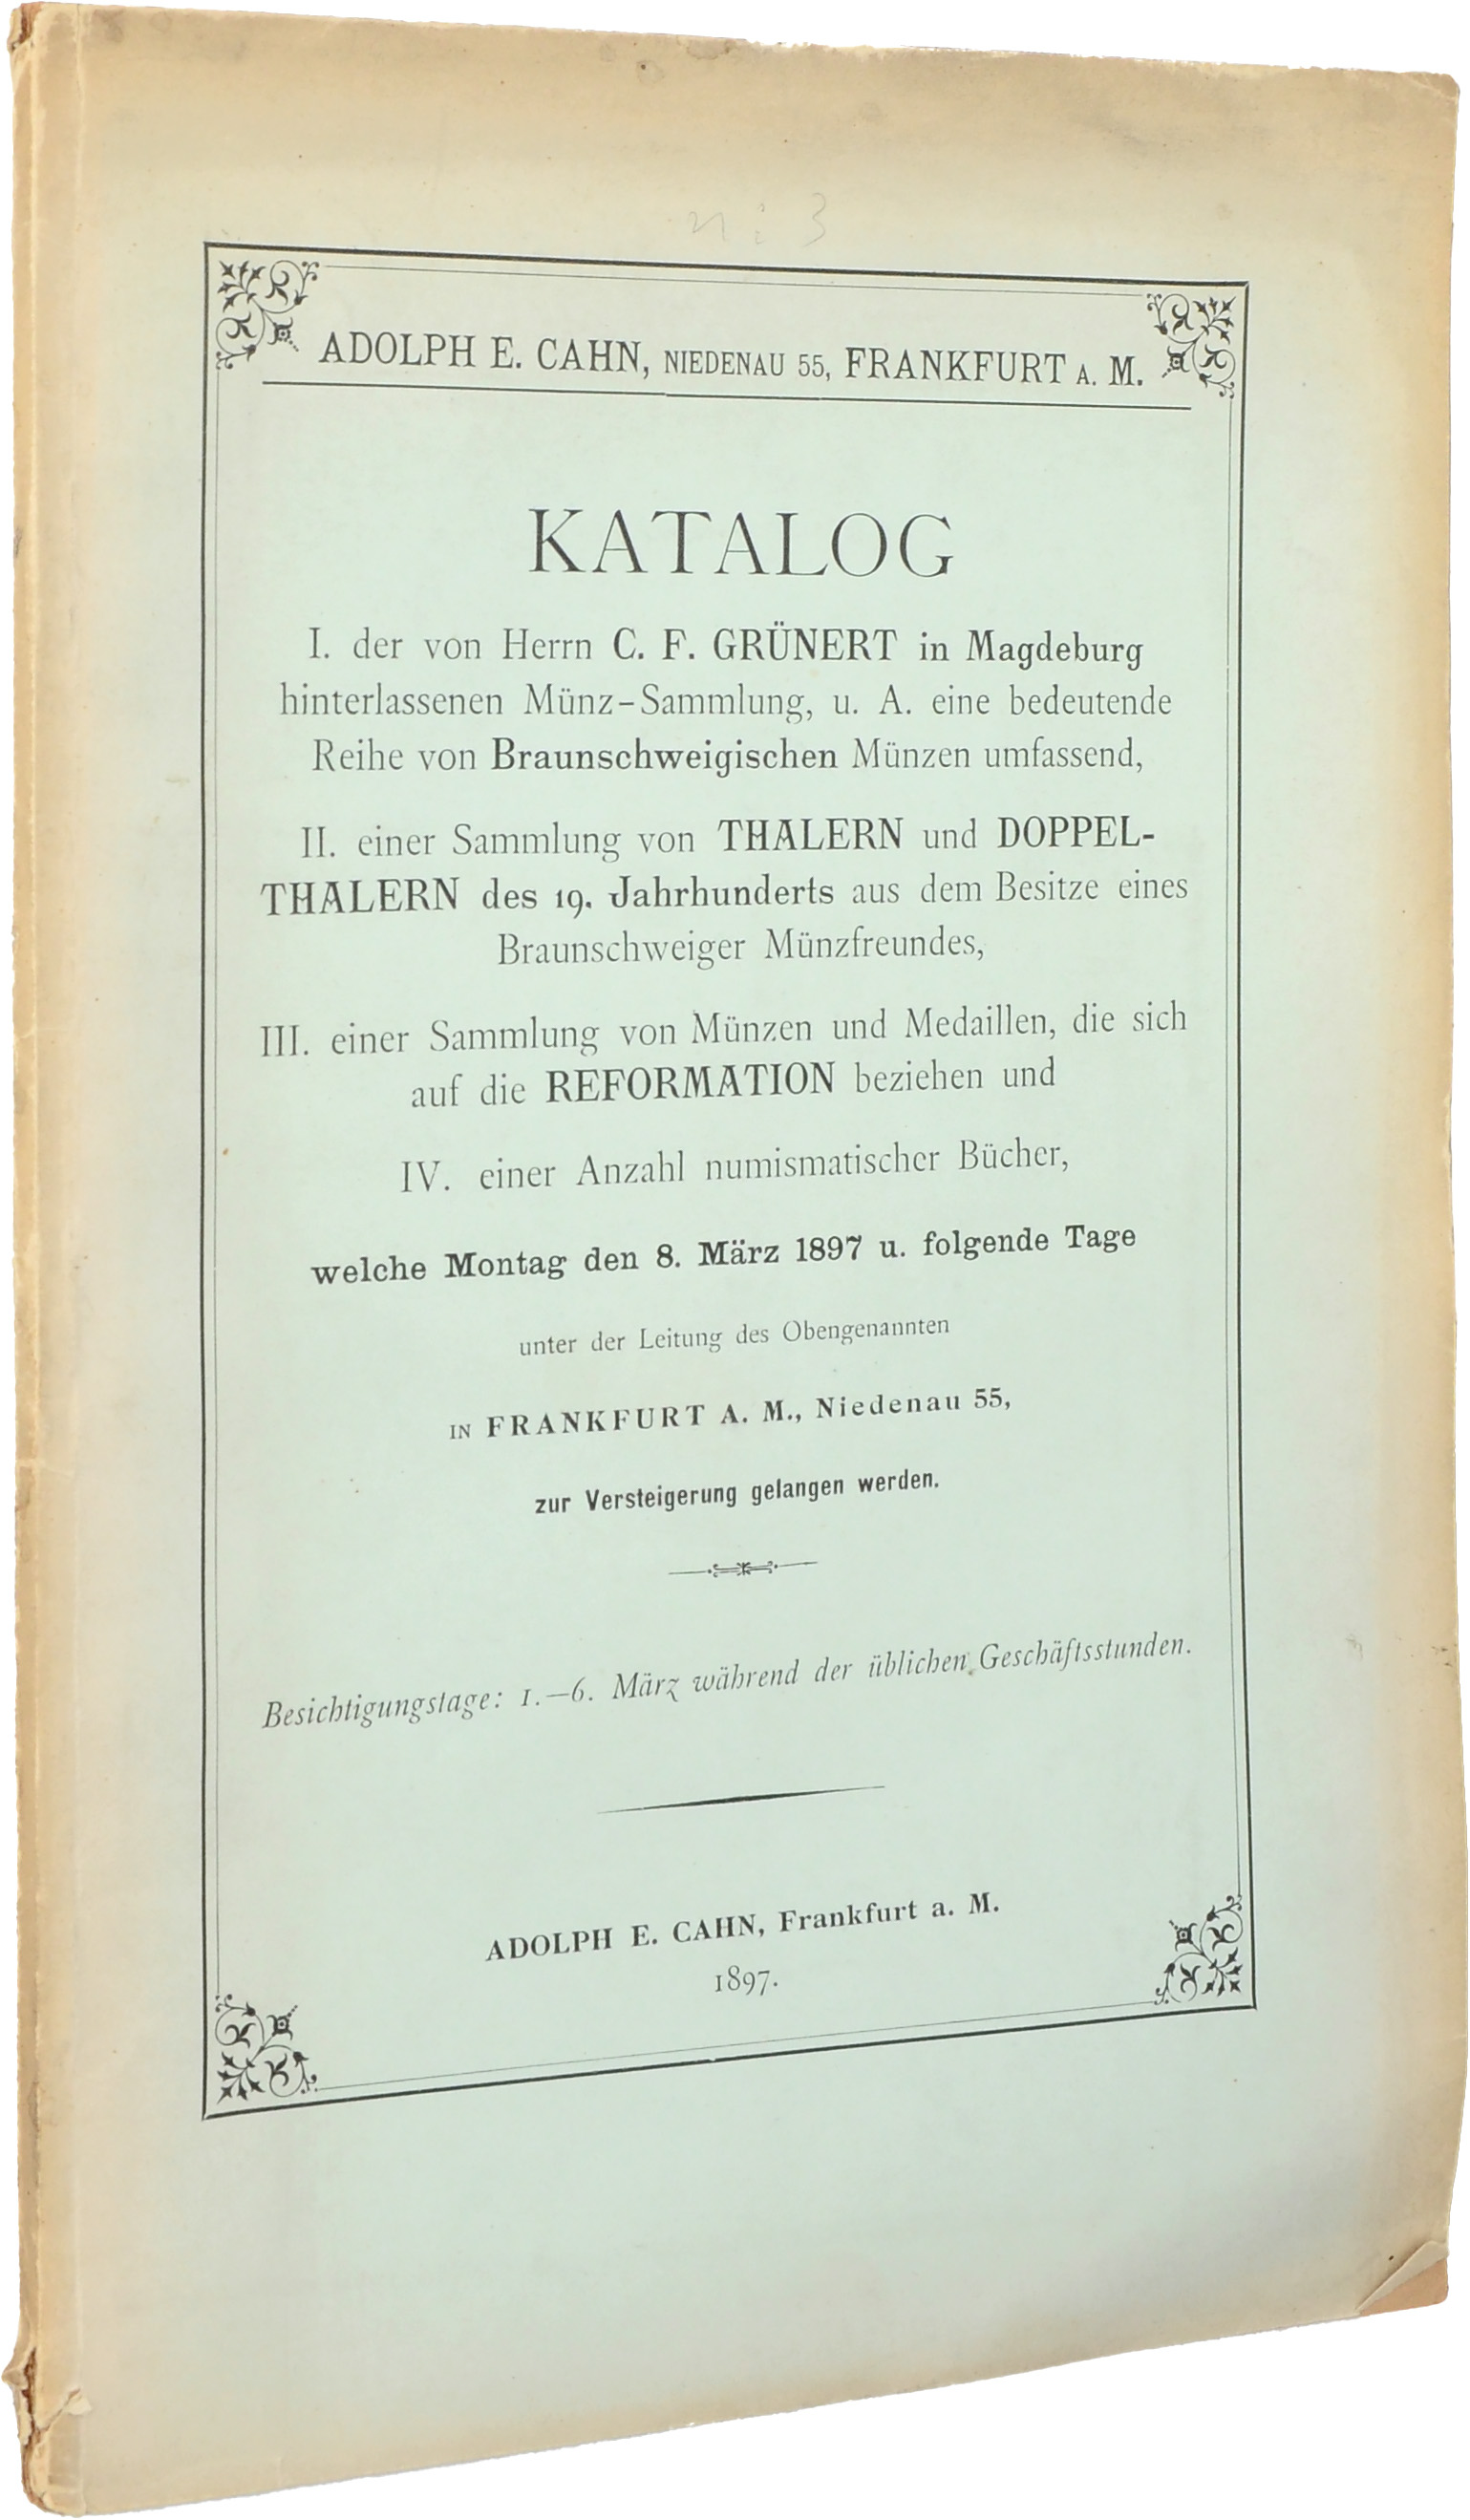 ADOLPH E. CAHN, NIEDENAU 55, FRANKFURT A. M.
KATALOG
I. der von Herrn C. F. GRÜNERT in Magdeburg
hinterlassenen Münz-Sammlung, u. A. eine bedeutende
Reihe von Braunschweigischen Münzen umfassend,
II. einer Sammlung von THALERN und DOPPEL-
THALERN des 19. Jahrhunderts aus dem Besitze eines
Braunschweiger Münzfreundes,
III. einer Sammlung von Münzen und Medaillen, die sich
auf die REFORMATION beziehen und
IV. einer Anzahl numismatischer Bücher,
welche Montag den 8. März 1897 u. folgende Tage
unter der Leitung des Obengenannten
IN FRANKFURT A. M., Niedenau 55,
zur Versteigerung gelangen werden.
Besichtigungstage: 1.—6. März während der üblichen Geschäftsstunden.
ADOLPH E. CAHN, Frankfurt a. M.
1897.